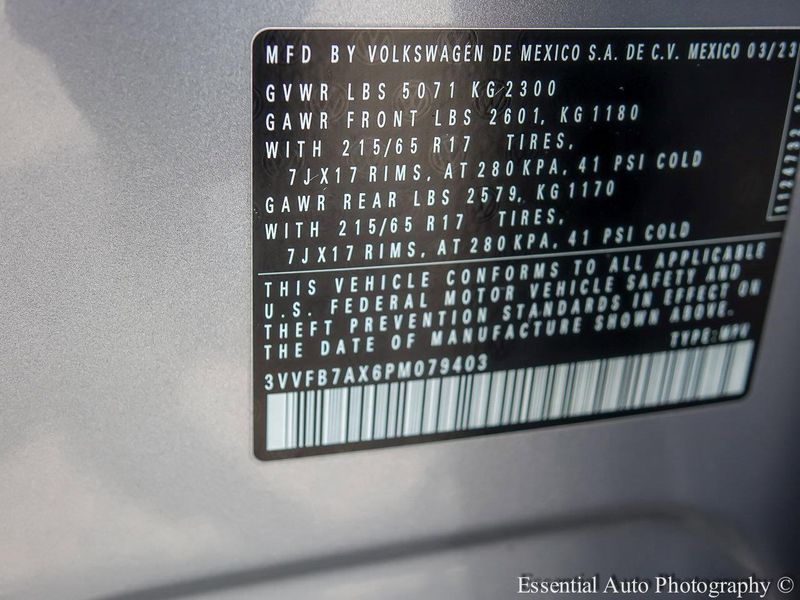 MFD BY VOLKSWAGEN DE MEXICO S.A. DE C.V. MEXICO 03/23
GVWR LBS 5071 KG 2300
GAWR FRONT LBS 2601, KG 1180
WITH 215/65 R17 TIRES,
7JX17 RIMS, AT 280 KPA, 41 PSI COLD
GAWR REAR LBS 2579, KG 1170
WITH 215/65 R17 TIRES,
7JX17 RIMS, AT 280 KPA, 41 PSI COLD
THIS VEHICLE CONFORMS TO ALL APPLICABLE
U.S. FEDERAL MOTOR VEHICLE SAFETY AND
THEFT PREVENTION STANDARDS IN EFFECT ON
THE DATE OF MANUFACTURE SHOWN ABOVE.
TYPE: MPV
3VVFB7AX6PM079403
Essential Auto Photography ©